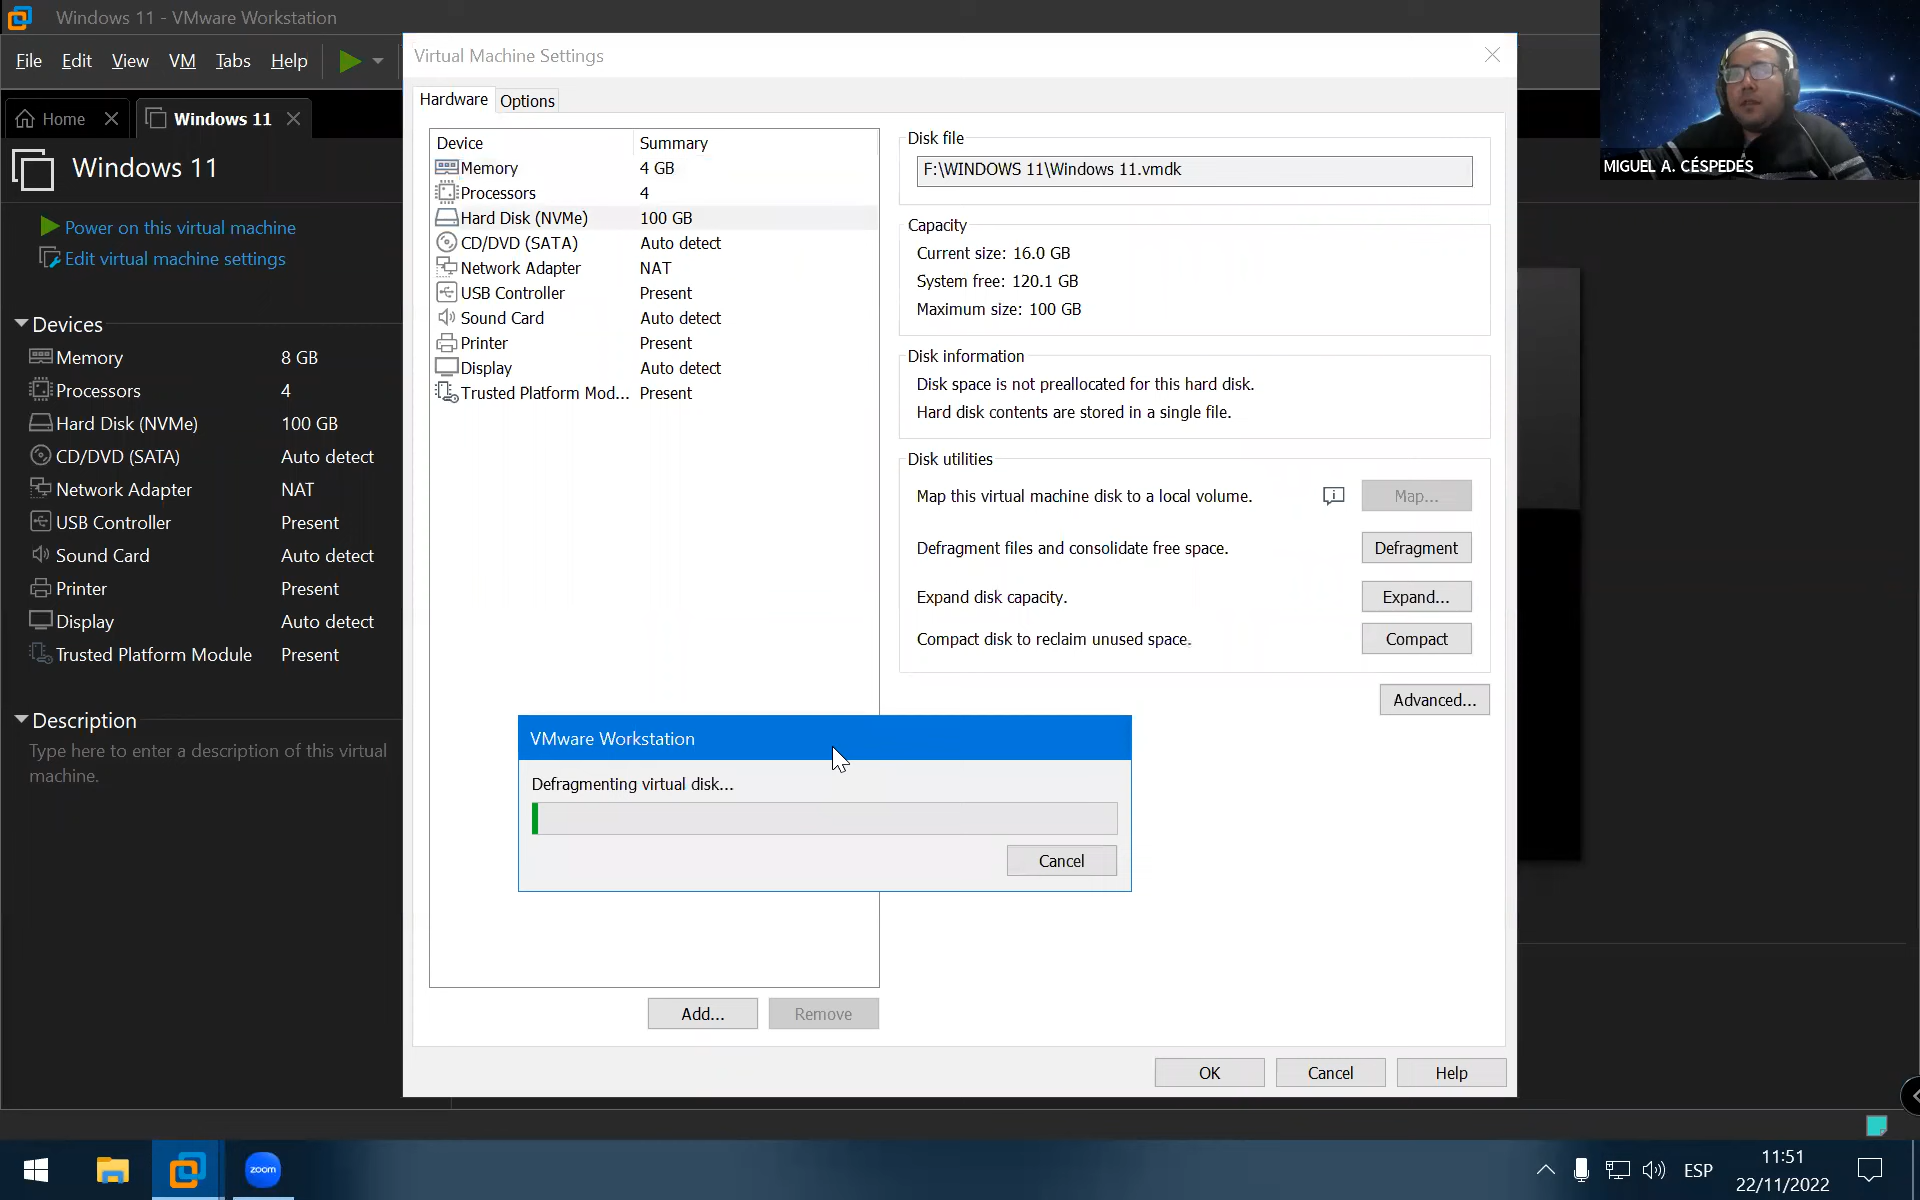 Windows 11 - VMware Workstation
File Edit View VM Tabs Help
Home
Windows 11
Windows 11
Power on this virtual machine
Edit virtual machine settings
Devices
Memory 8 GB
Processors 4
Hard Disk (NVMe) 100 GB
CD/DVD (SATA) Auto detect
Network Adapter NAT
USB Controller Present
Sound Card Auto detect
Printer Present
Display Auto detect
Trusted Platform Module Present
Description
Type here to enter a description of this virtual
machine.
Virtual Machine Settings
Hardware Options
Device Summary
Memory 4 GB
Processors 4
Hard Disk (NVMe) 100 GB
CD/DVD (SATA) Auto detect
Network Adapter NAT
USB Controller Present
Sound Card Auto detect
Printer Present
Display Auto detect
Trusted Platform Mod... Present
Add... Remove
Disk file
F:\WINDOWS 11\Windows 11.vmdk
Capacity
Current size: 16.0 GB
System free: 120.1 GB
Maximum size: 100 GB
Disk information
Disk space is not preallocated for this hard disk.
Hard disk contents are stored in a single file.
Disk utilities
Map this virtual machine disk to a local volume. Map...
Defragment files and consolidate free space. Defragment
Expand disk capacity. Expand...
Compact disk to reclaim unused space. Compact
Advanced...
VMware Workstation
Defragmenting virtual disk...
Cancel
OK Cancel Help
MIGUEL A. CÉSPEDES
zoom
ESP
11:51
22/11/2022